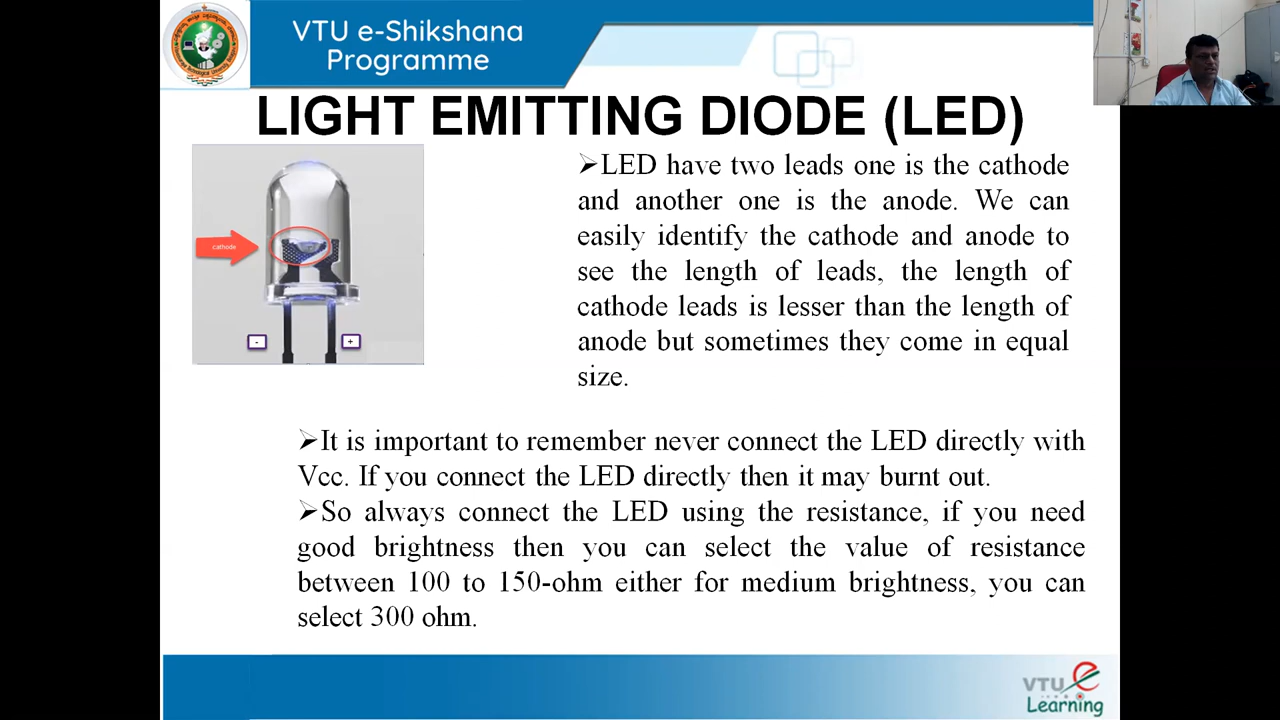 VTU e-Shikshana
Programme
LIGHT EMITTING DIODE (LED)
cathode
-
+
➢LED have two leads one is the cathode
and another one is the anode. We can
easily identify the cathode and anode to
see the length of leads, the length of
cathode leads is lesser than the length of
anode but sometimes they come in equal
size.
➢It is important to remember never connect the LED directly with
Vcc. If you connect the LED directly then it may burnt out.
➢So always connect the LED using the resistance, if you need
good brightness then you can select the value of resistance
between 100 to 150-ohm either for medium brightness, you can
select 300 ohm.
VTU e
Learning